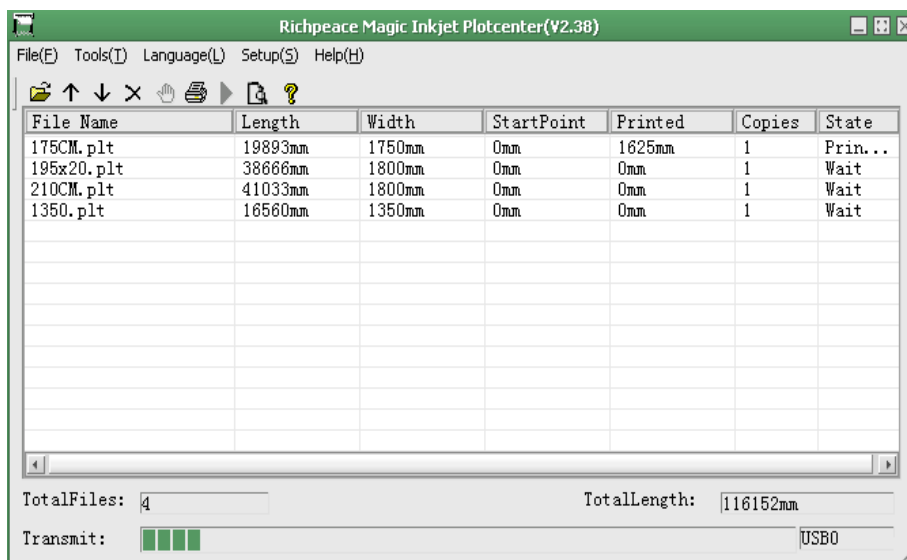 Richpeace Magic Inkjet Plotcenter(V2.38)
File(F) Tools(T) Language(L) Setup(S) Help(H)
File Name Length Width StartPoint Printed Copies State
175CM.plt 19893mm 1750mm 0mm 1625mm 1 Prin...
195x20.plt 38666mm 1800mm 0mm 0mm 1 Wait
210CM.plt 41033mm 1800mm 0mm 0mm 1 Wait
1350.plt 16560mm 1350mm 0mm 0mm 1 Wait
TotalFiles: 4 TotalLength: 116152mm
Transmit: USB0